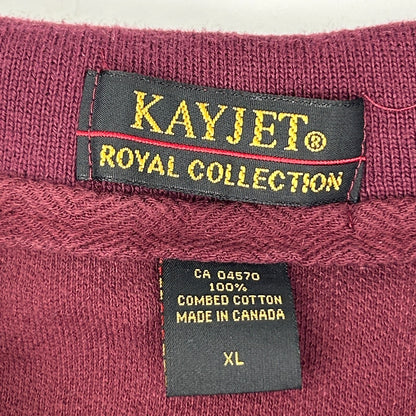 KAYJET®
ROYAL COLLECTION
CA 04570
100%
COMBED COTTON
MADE IN CANADA
XL